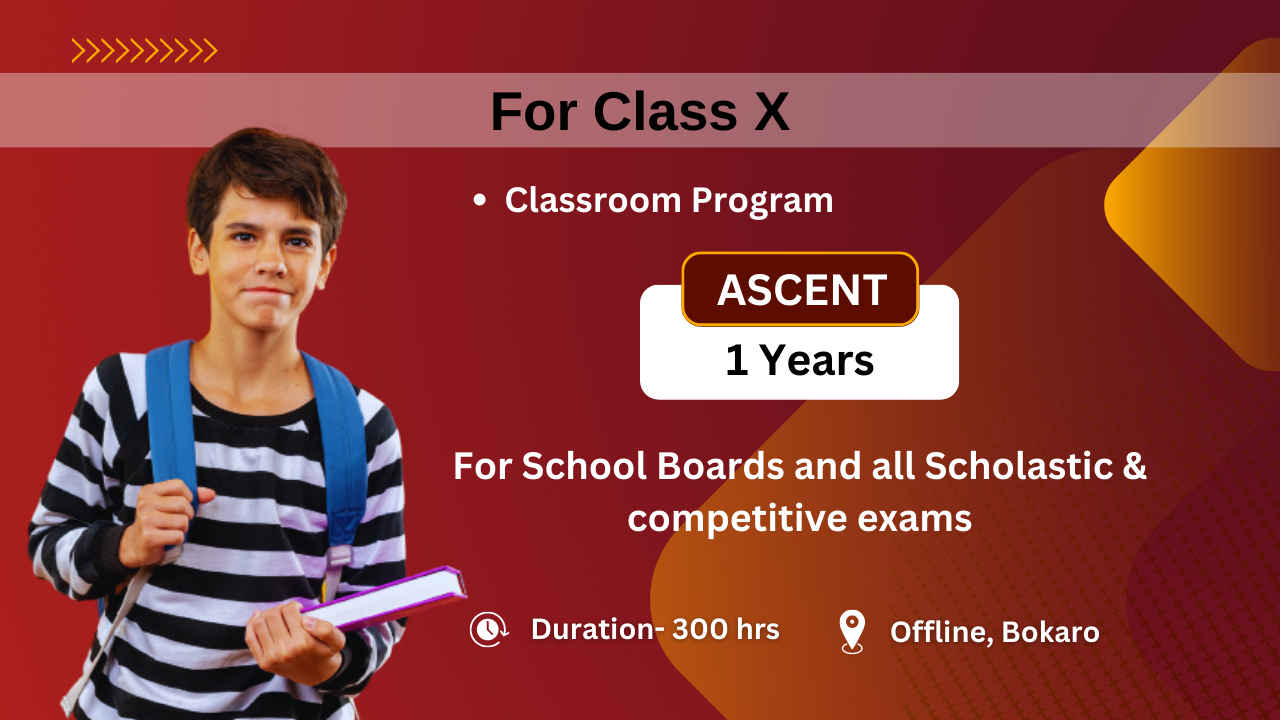 For Class X
• Classroom Program
ASCENT
1 Years
For School Boards and all Scholastic &
competitive exams
Duration- 300 hrs
Offline, Bokaro